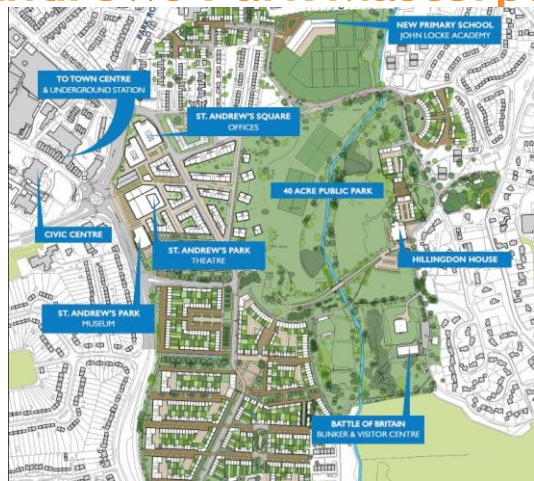 NEW PRIMARY SCHOOL
JOHN LOCKE ACADEMY
TO TOWN CENTRE
& UNDERGROUND STATION
ST. ANDREW'S SQUARE
OFFICES
40 ACRE PUBLIC PARK
CIVIC CENTRE
ST. ANDREW'S PARK
THEATRE
HILLINGDON HOUSE
ST. ANDREW'S PARK
MUSEUM
BATTLE OF BRITAIN
BUNKER & VISITOR CENTRE